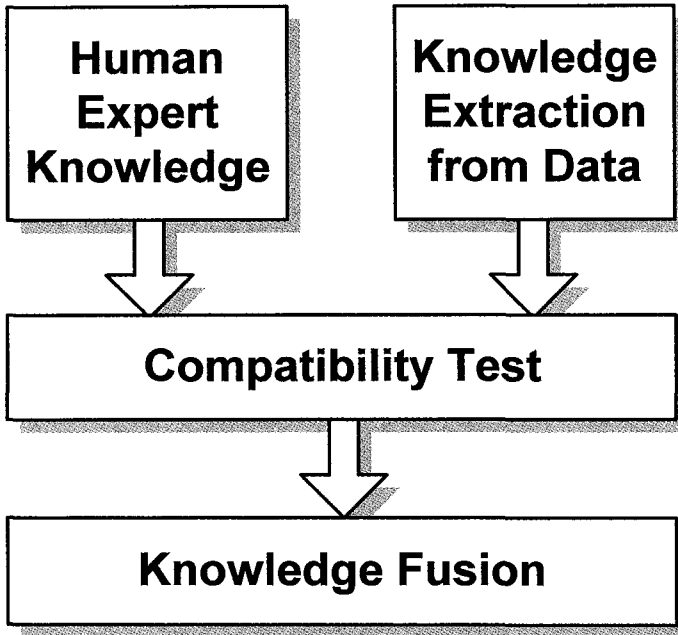 Human
Expert
Knowledge
Knowledge
Extraction
from Data
Compatibility Test
Knowledge Fusion